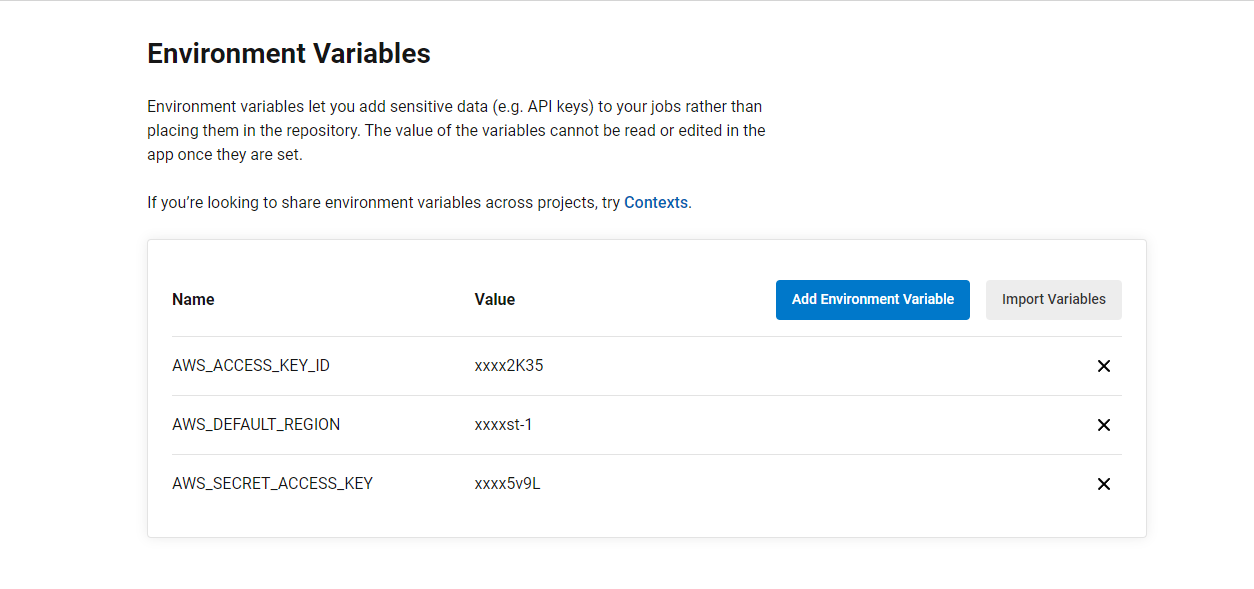 Environment Variables
Environment variables let you add sensitive data (e.g. API keys) to your jobs rather than
placing them in the repository. The value of the variables cannot be read or edited in the
app once they are set.
If you’re looking to share environment variables across projects, try Contexts.
Name Value Add Environment Variable Import Variables
AWS_ACCESS_KEY_ID xxxx2K35
AWS_DEFAULT_REGION xxxxst-1
AWS_SECRET_ACCESS_KEY xxxx5v9L